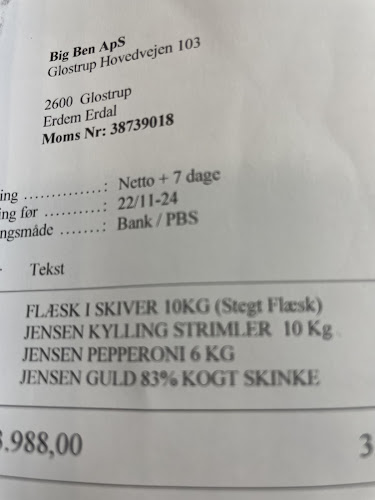 Big Ben ApS
Glostrup Hovedvejen 103
2600 Glostrup
Erdem Erdal
Moms Nr: 38739018
ing .............: Netto + 7 dage
ing før ..........: 22/11-24
ngsmåde .......: Bank / PBS
Tekst
FLÆSK I SKIVER 10KG (Stegt Flæsk)
JENSEN KYLLING STRIMLER 10 Kg
JENSEN PEPPERONI 6 KG
JENSEN GULD 83% KOGT SKINKE
.988,00 3